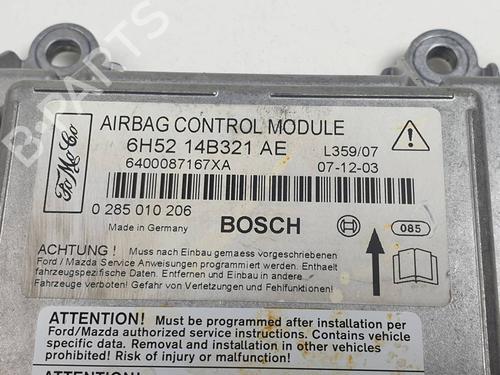 B-PARTS
FoMoCo
AIRBAG CONTROL MODULE
6H52 14B321 AE
L359/07
6400087167XA
07-12-03
0 285 010 206
BOSCH
Made in Germany
085
ACHTUNG ! Muss nach Einbau gemaess vorgeschriebenen
Ford / Mazda Service Anweisungen programmiert werden. Enthaelt
fahrzeugspezifische Daten. Entfernen und Einbau in andere
Fahrzeuge verboten! Gefahr von Verletzungen und Fehlfunktionen!
ATTENTION! Must be programmed after installation per
Ford/Mazda authorized service instructions. Contains vehicle
specific data. Removal and installation in other vehicles
prohibited! Risk of injury or malfunction!
ATTENTION!